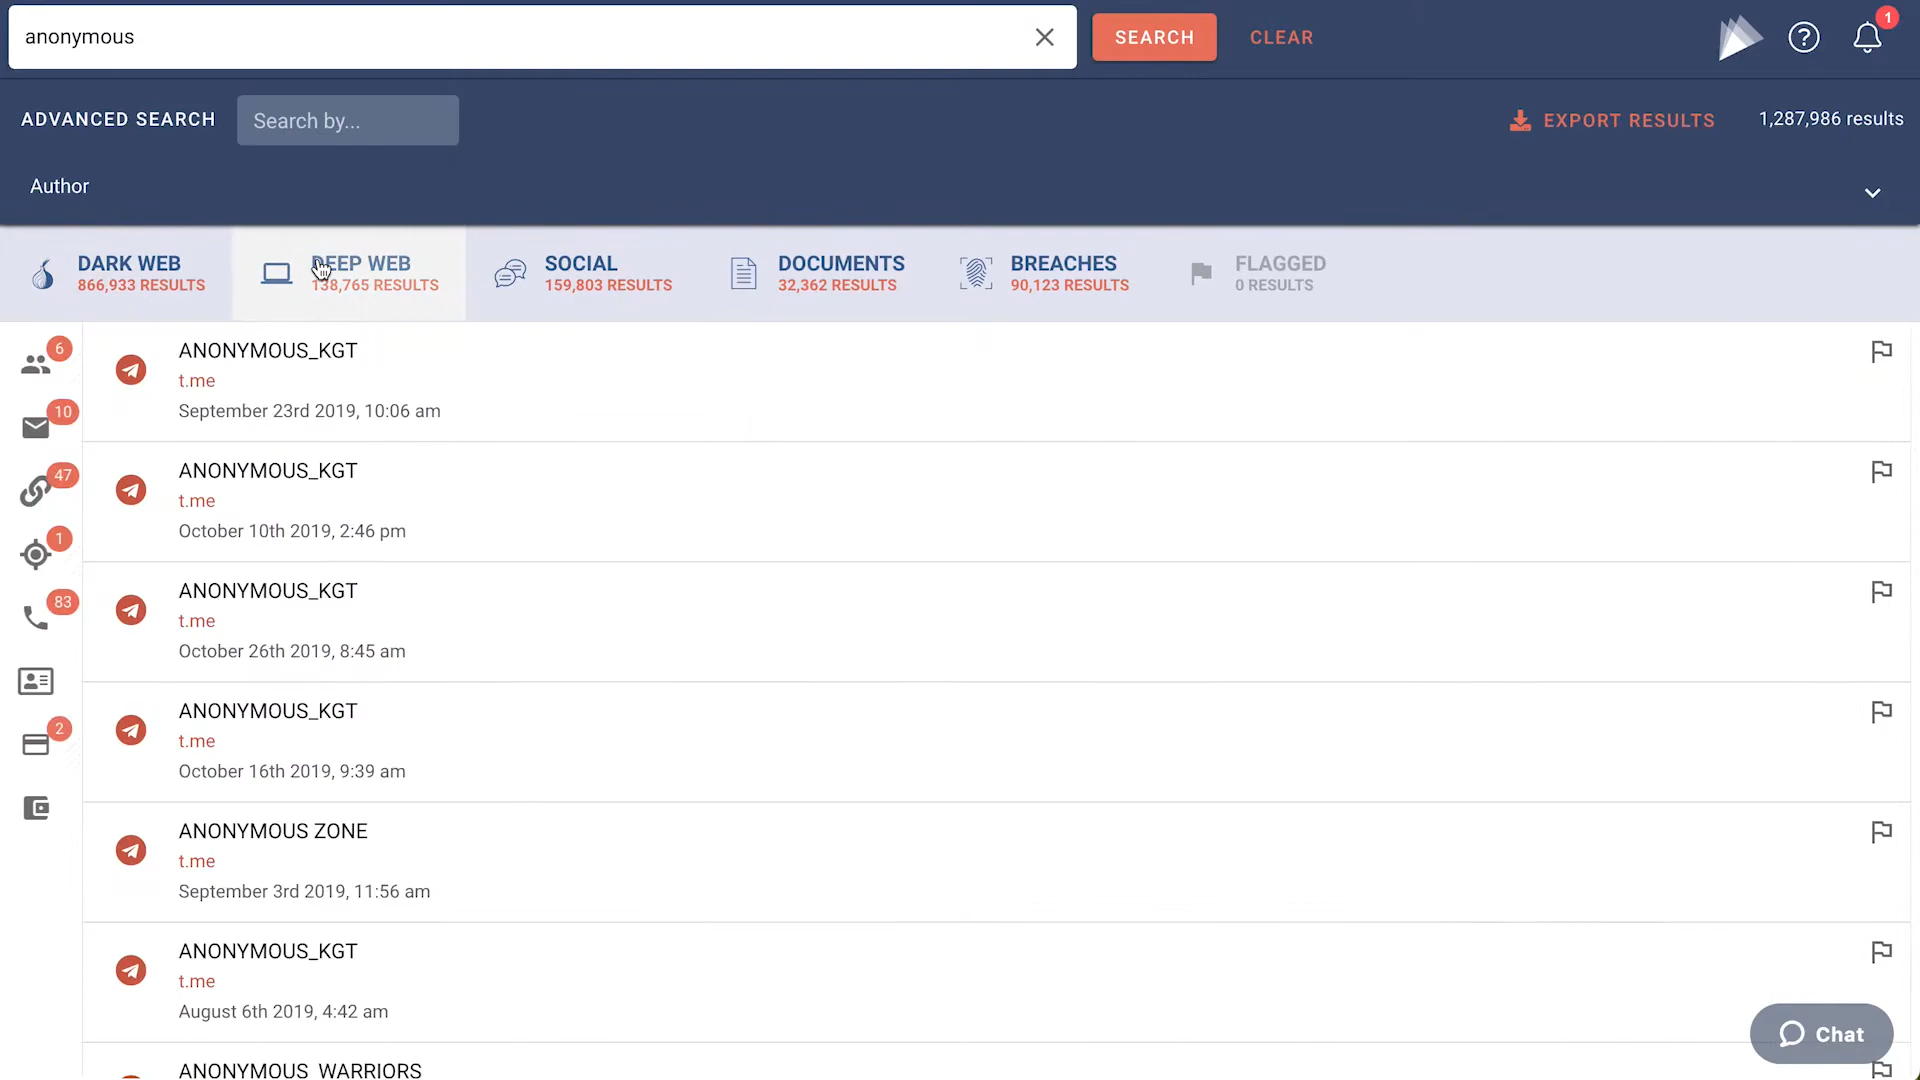 anonymous
SEARCH
CLEAR
1
ADVANCED SEARCH
Search by...
EXPORT RESULTS
1,287,986 results
Author
DARK WEB
866,933 RESULTS
DEEP WEB
138,765 RESULTS
SOCIAL
159,803 RESULTS
DOCUMENTS
32,362 RESULTS
BREACHES
90,123 RESULTS
FLAGGED
0 RESULTS
6
10
47
1
83
2
ANONYMOUS_KGT
t.me
September 23rd 2019, 10:06 am
ANONYMOUS_KGT
t.me
October 10th 2019, 2:46 pm
ANONYMOUS_KGT
t.me
October 26th 2019, 8:45 am
ANONYMOUS_KGT
t.me
October 16th 2019, 9:39 am
ANONYMOUS ZONE
t.me
September 3rd 2019, 11:56 am
ANONYMOUS_KGT
t.me
August 6th 2019, 4:42 am
ANONYMOUS WARRIORS
Chat